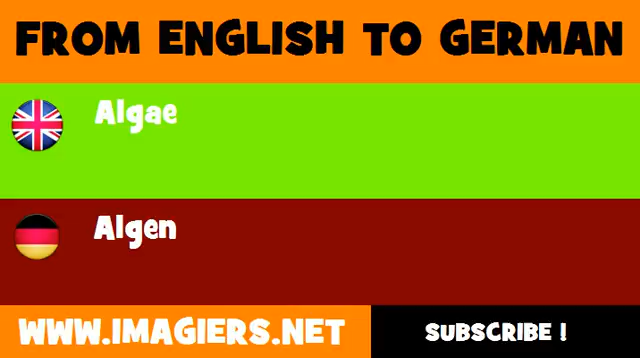 FROM ENGLISH TO GERMAN
Algae
Algen
WWW.IMAGIERS.NET
SUBSCRIBE !